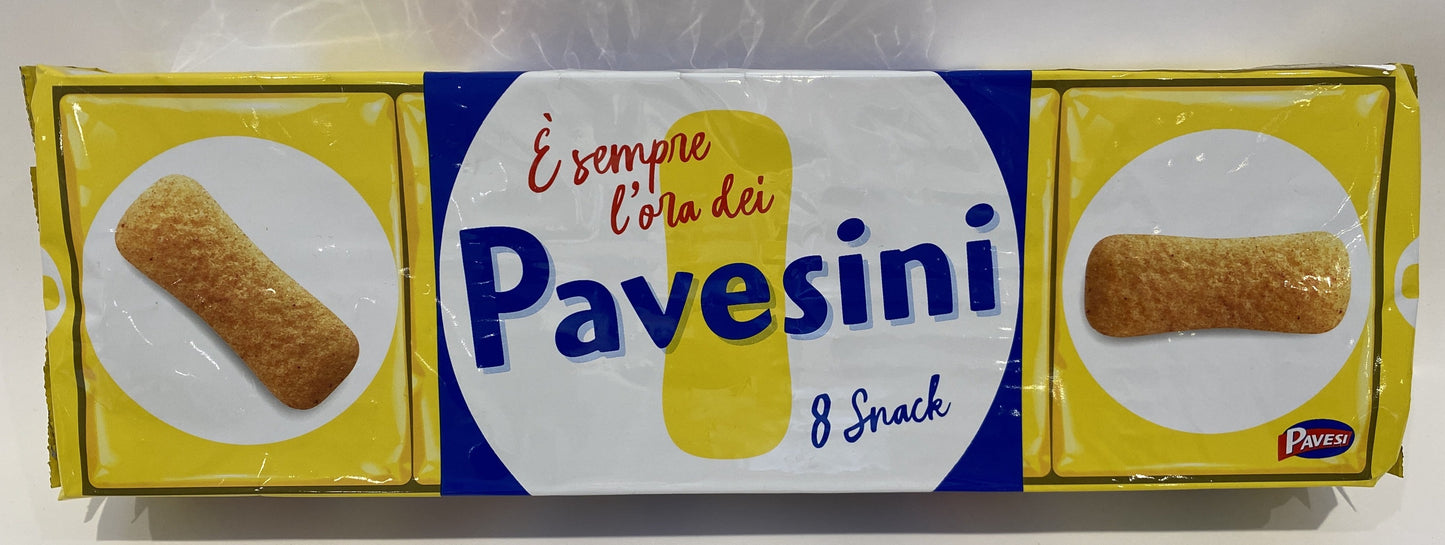 È sempre
l'ora dei
Pavesini
8 Snack
PAVESI